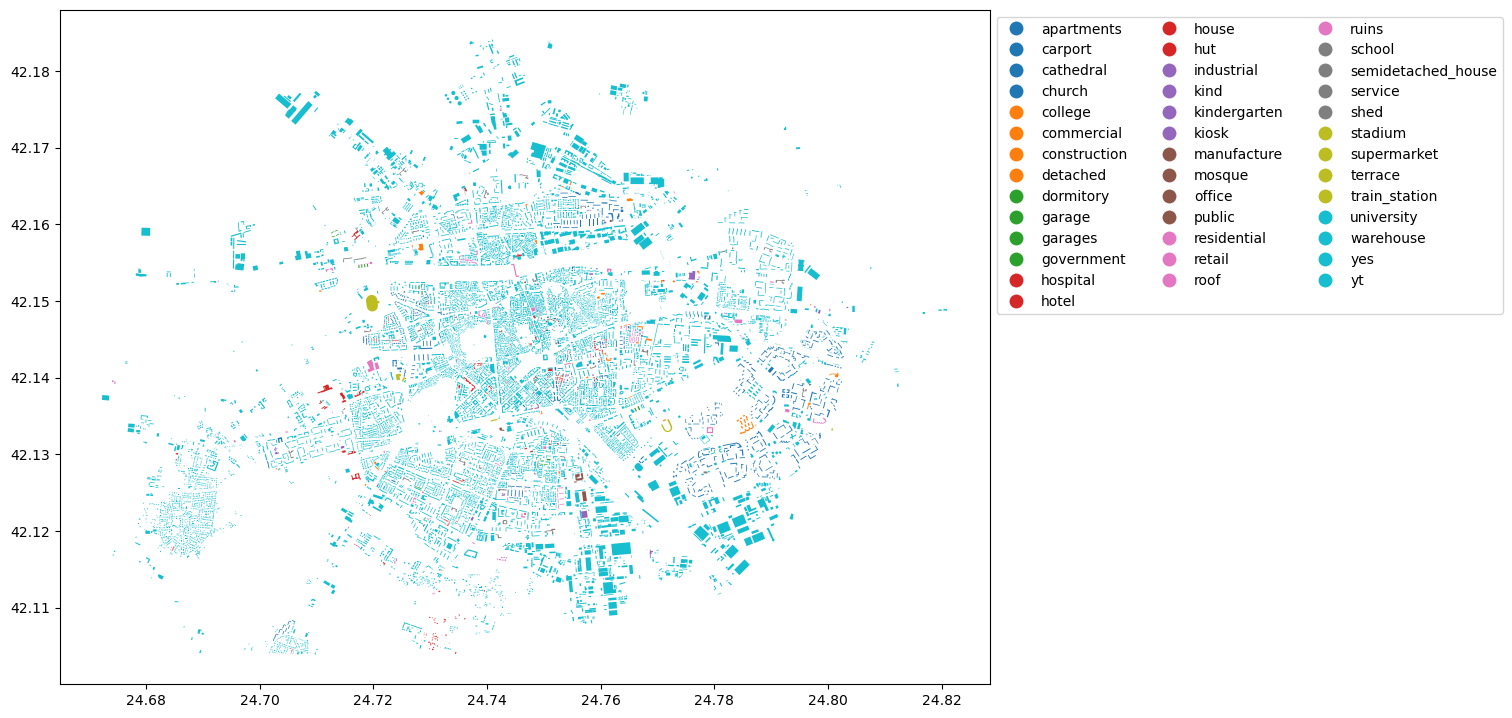 42.18
42.17
42.16
42.15
42.14
42.13
42.12
42.11
24.68 24.70 24.72 24.74 24.76 24.78 24.80 24.82
apartments
carport
cathedral
church
college
commercial
construction
detached
dormitory
garage
garages
government
hospital
hotel
house
hut
industrial
kind
kindergarten
kiosk
manufacture
mosque
office
public
residential
retail
roof
ruins
school
semidetached_house
service
shed
stadium
supermarket
terrace
train_station
university
warehouse
yes
yt